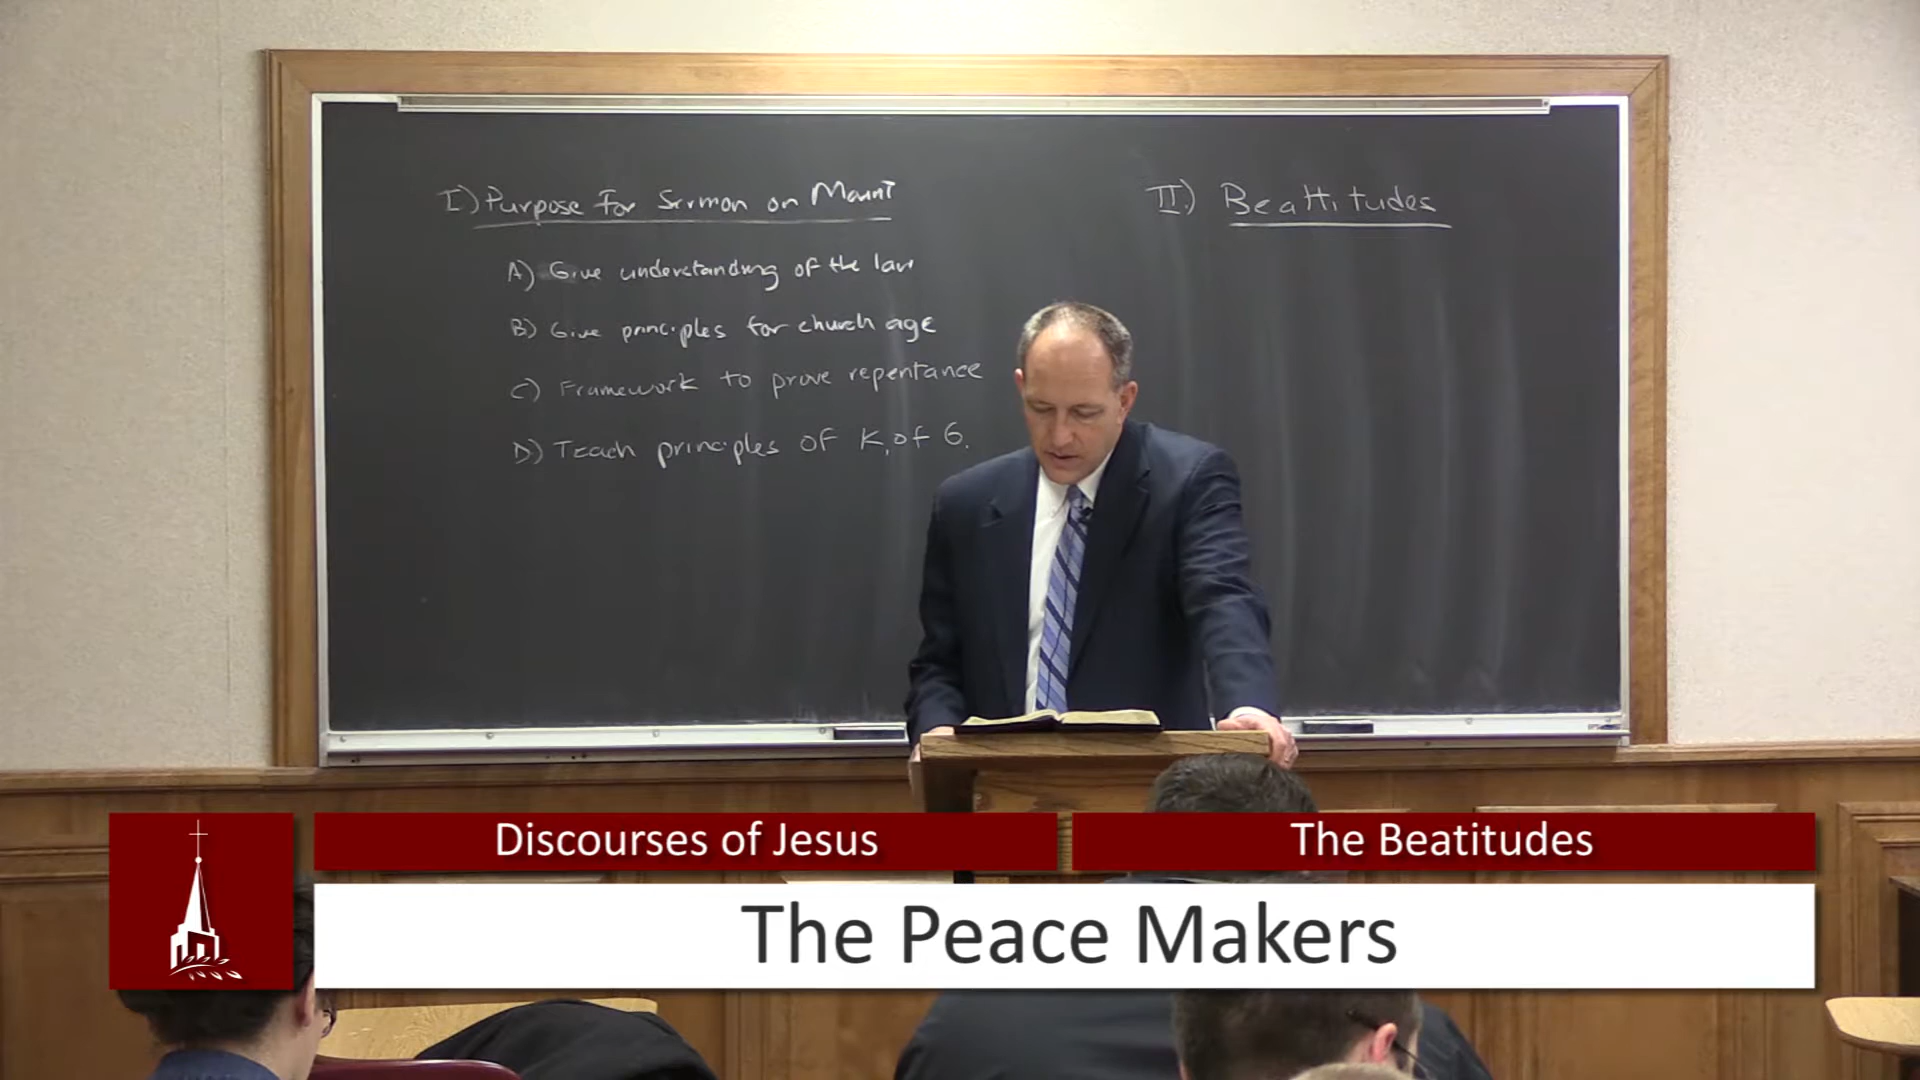 I) Purpose for Sermon on Mount
A) Give understanding of the law
B) Give principles for church age
C) Framework to prove repentance
D) Teach principles of K. of G.
II.) Beattitudes
Discourses of Jesus
The Beatitudes
The Peace Makers